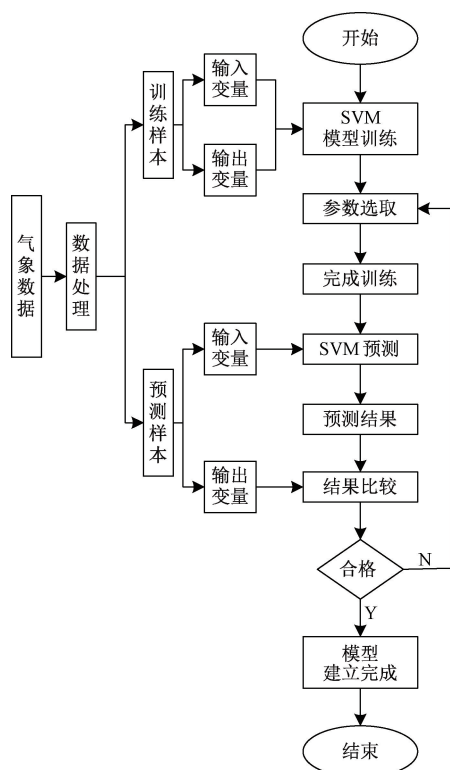 开始
输入
变量
训练样本
SVM
模型训练
输出
变量
参数选取
气象数据
数据处理
完成训练
输入
变量
SVM 预测
预测样本
预测结果
输出
变量
结果比较
合格
N
Y
模型
建立完成
结束